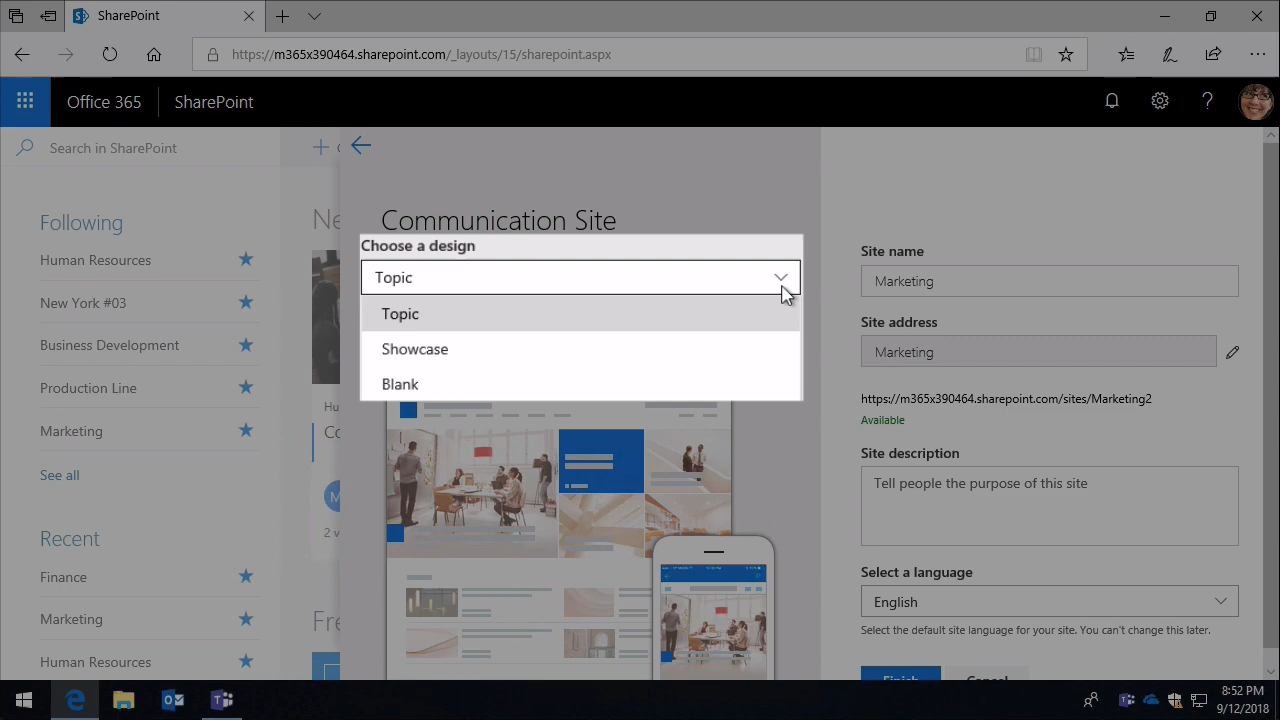 SharePoint
https://m365x390464.sharepoint.com/_layouts/15/sharepoint.aspx
Office 365
SharePoint
Search in SharePoint
Following
Human Resources
New York #03
Business Development
Production Line
Marketing
See all
Recent
Finance
Marketing
Human Resources
Communication Site
Choose a design
Topic
Topic
Showcase
Blank
Site name
Marketing
Site address
Marketing
https://m365x390464.sharepoint.com/sites/Marketing2
Available
Site description
Tell people the purpose of this site
Select a language
English
Select the default site language for your site. You can't change this later.
Finish
Cancel
8:52 PM
9/12/2018